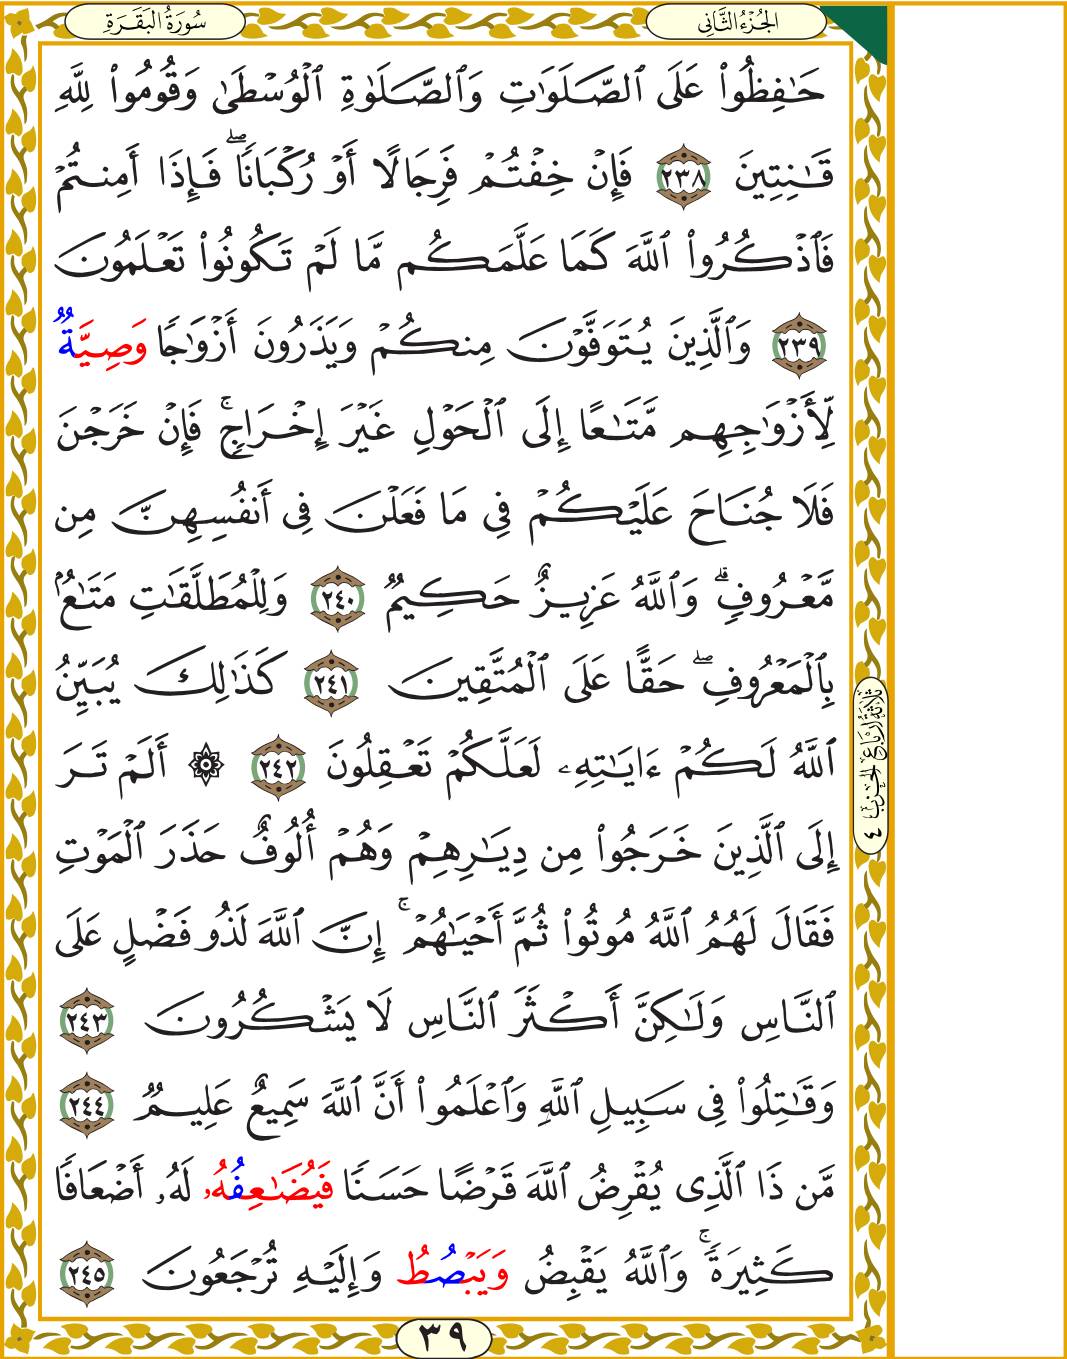 سُورَةُ البَقَرَةِ
الجُزْءُ الثَّانِي
حَٰفِظُوا۟ عَلَى ٱلصَّلَوَٰتِ وَٱلصَّلَوٰةِ ٱلْوُسْطَىٰ وَقُومُوا۟ لِلَّهِ
قَٰنِتِينَ ٢٣٨ فَإِنْ خِفْتُمْ فَرِجَالًا أَوْ رُكْبَانًاۖ فَإِذَا أَمِنتُمْ
فَٱذْكُرُوا۟ ٱللَّهَ كَمَا عَلَّمَكُم مَّا لَمْ تَكُونُوا۟ تَعْلَمُونَ
٢٣٩ وَٱلَّذِينَ يُتَوَفَّوْنَ مِنكُمْ وَيَذَرُونَ أَزْوَٰجًا وَصِيَّةٌ
لِّأَزْوَٰجِهِم مَّتَٰعًا إِلَى ٱلْحَوْلِ غَيْرَ إِخْرَاجٍۚ فَإِنْ خَرَجْنَ
فَلَا جُنَاحَ عَلَيْكُمْ فِى مَا فَعَلْنَ فِى أَنفُسِهِنَّ مِن
مَّعْرُوفٍۗ وَٱللَّهُ عَزِيزٌ حَكِيمٌ ٢٤٠ وَلِلْمُطَلَّقَٰتِ مَتَٰعٌۢ
بِٱلْمَعْرُوفِۖ حَقًّا عَلَى ٱلْمُتَّقِينَ ٢٤١ كَذَٰلِكَ يُبَيِّنُ
ٱللَّهُ لَكُمْ ءَايَٰتِهِۦ لَعَلَّكُمْ تَعْقِلُونَ ٢٤٢ ۞ أَلَمْ تَرَ
إِلَى ٱلَّذِينَ خَرَجُوا۟ مِن دِيَٰرِهِمْ وَهُمْ أُلُوفٌ حَذَرَ ٱلْمَوْتِ
فَقَالَ لَهُمُ ٱللَّهُ مُوتُوا۟ ثُمَّ أَحْيَٰهُمْۚ إِنَّ ٱللَّهَ لَذُو فَضْلٍ عَلَى
ٱلنَّاسِ وَلَٰكِنَّ أَكْثَرَ ٱلنَّاسِ لَا يَشْكُرُونَ ٢٤٣
وَقَٰتِلُوا۟ فِى سَبِيلِ ٱللَّهِ وَٱعْلَمُوا۟ أَنَّ ٱللَّهَ سَمِيعٌ عَلِيمٌ ٢٤٤
مَّن ذَا ٱلَّذِى يُقْرِضُ ٱللَّهَ قَرْضًا حَسَنًا فَيُضَٰعِفُهُۥ لَهُۥ أَضْعَافًا
كَثِيرَةًۚ وَٱللَّهُ يَقْبِضُ وَيَبْصُطُ وَإِلَيْهِ تُرْجَعُونَ ٢٤٥
ثَلَاثَةُ أَرْبَاعِ الحِزْبِ ٤
٣٩